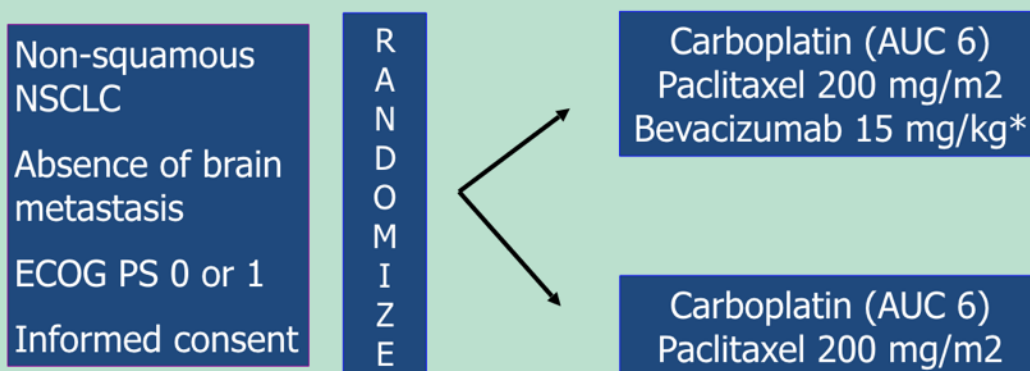 Non-squamous
NSCLC
Absence of brain
metastasis
ECOG PS 0 or 1
Informed consent
R
A
N
D
O
M
I
Z
E
Carboplatin (AUC 6)
Paclitaxel 200 mg/m2
Bevacizumab 15 mg/kg*
Carboplatin (AUC 6)
Paclitaxel 200 mg/m2